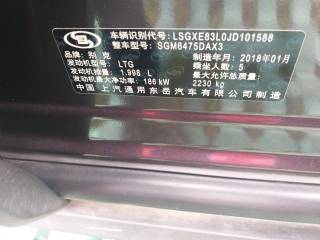 车辆识别代号: LSGXE83L0JD101588
整车型号: SGM6475DAX3
品牌: 别克 制造年月: 2018年01月
发动机型号: LTG 乘坐人数: 5
发动机排量: 1.998 L 最大允许总质量:
发动机最大净功率: 186 kW 2230 kg
中国 上汽通用东岳汽车有限公司制造